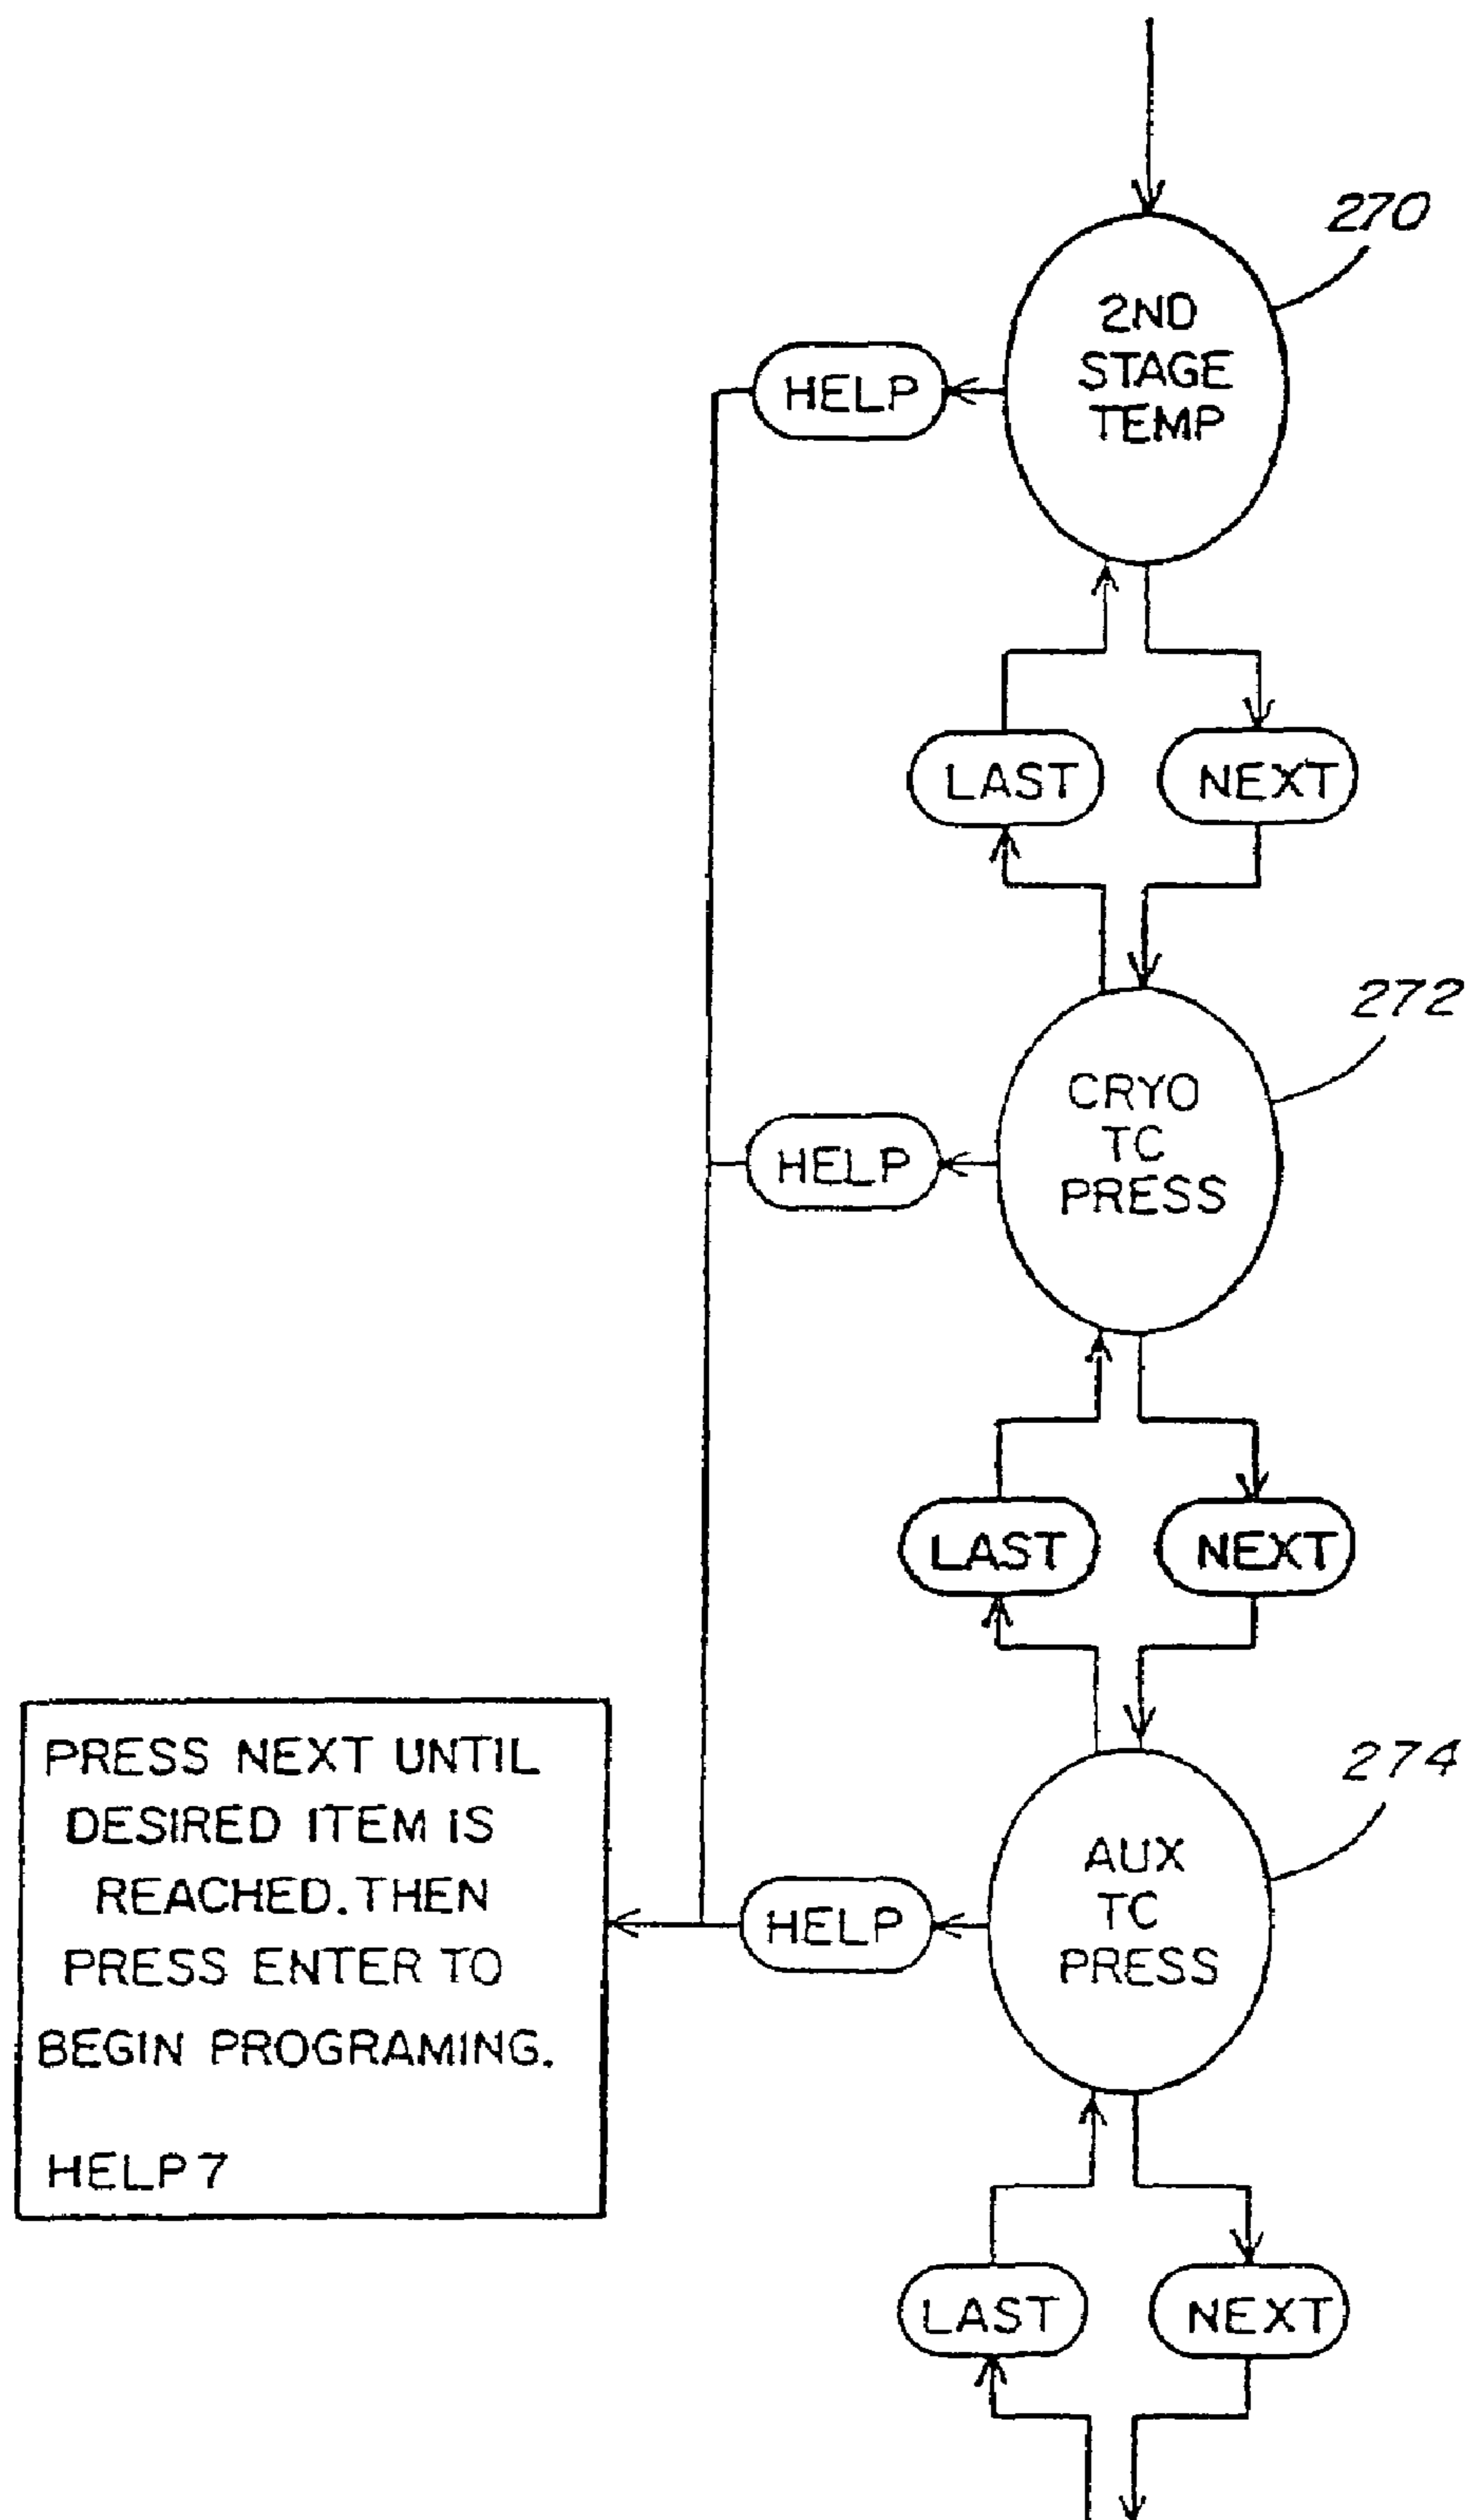 270
2ND
STAGE
TEMP
HELP
LAST
NEXT
272
CRYO
TC
PRESS
HELP
LAST
NEXT
274
AUX
TC
PRESS
HELP
PRESS NEXT UNTIL
DESIRED ITEM IS
REACHED. THEN
PRESS ENTER TO
BEGIN PROGRAMING.
HELP 7
LAST
NEXT